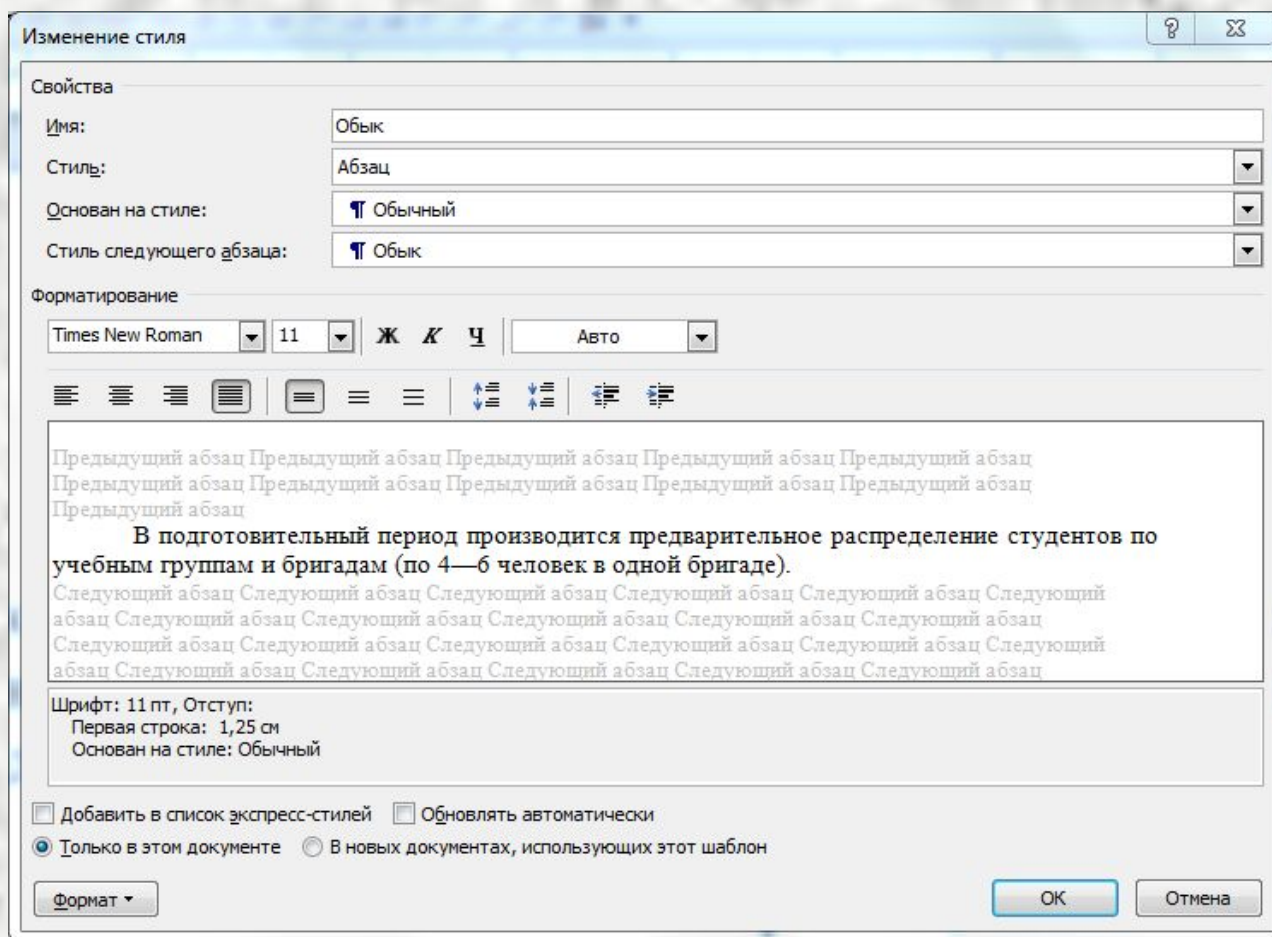 Изменение стиля
Свойства
Имя: Обык
Стиль: Абзац
Основан на стиле: ¶ Обычный
Стиль следующего абзаца: ¶ Обык
Форматирование
Times New Roman 11 Ж К Ч Авто
Предыдущий абзац Предыдущий абзац Предыдущий абзац Предыдущий абзац Предыдущий абзац
Предыдущий абзац Предыдущий абзац Предыдущий абзац Предыдущий абзац Предыдущий абзац
Предыдущий абзац
В подготовительный период производится предварительное распределение студентов по
учебным группам и бригадам (по 4—6 человек в одной бригаде).
Следующий абзац Следующий абзац Следующий абзац Следующий абзац Следующий абзац Следующий
абзац Следующий абзац Следующий абзац Следующий абзац Следующий абзац Следующий абзац
Следующий абзац Следующий абзац Следующий абзац Следующий абзац Следующий абзац Следующий
абзац Следующий абзац Следующий абзац Следующий абзац Следующий абзац Следующий абзац
Шрифт: 11 пт, Отступ:
Первая строка: 1,25 см
Основан на стиле: Обычный
Добавить в список экспресс-стилей Обновлять автоматически
Только в этом документе В новых документах, использующих этот шаблон
Формат ОК Отмена